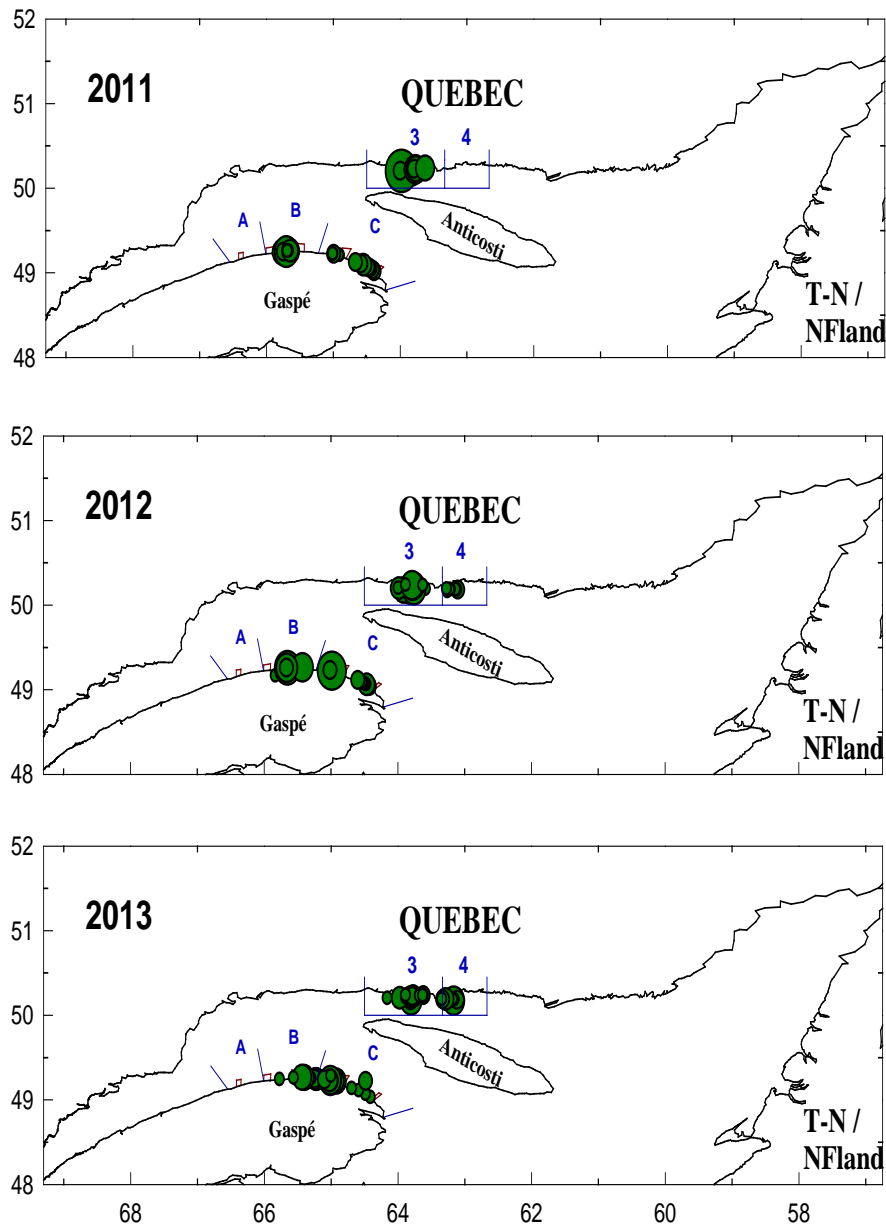 52
2011
QUEBEC
51
3 4
50
A B C
Anticosti
49
Gaspé
T-N /
NFland
48
52
2012
QUEBEC
51
3 4
50
A B C
Anticosti
49
Gaspé
T-N /
NFland
48
52
2013
QUEBEC
51
3 4
50
A B C
Anticosti
49
Gaspé
T-N /
NFland
48
68 66 64 62 60 58